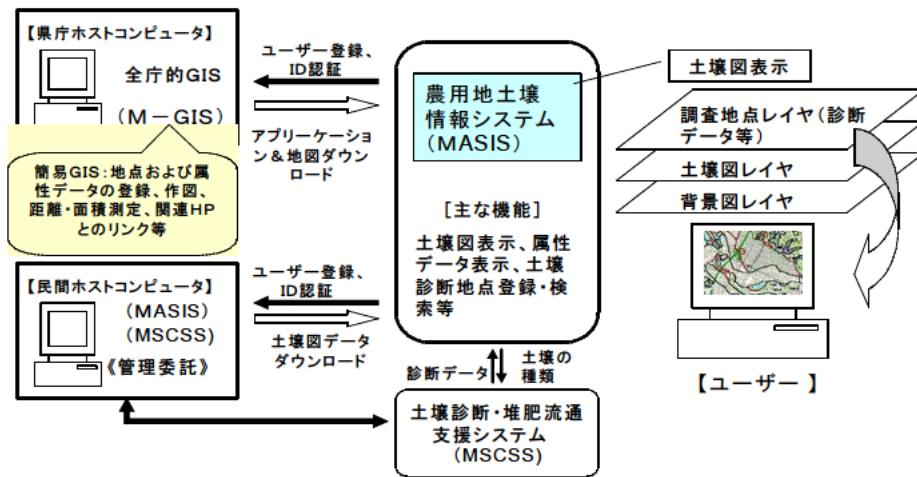 【県庁ホストコンピュータ】
全庁的GIS
（M－GIS）
簡易GIS：地点および属
性データの登録、作図、
距離・面積測定、関連HP
とのリンク等
【民間ホストコンピュータ】
（MASIS）
（MSCSS）
《管理委託》
ユーザー登録、
ID認証
アプリーケーション
＆地図ダウン
ロード
ユーザー登録、
ID認証
土壌図データ
ダウンロード
農用地土壌
情報システム
（MASIS）
［主な機能］
土壌図表示、属性
データ表示、土壌
診断地点登録・検
索等
診断データ
土壌の
種類
土壌診断・堆肥流通
支援システム
（MSCSS）
土壌図表示
調査地点レイヤ（診断
データ等）
土壌図レイヤ
背景図レイヤ
【ユーザー】